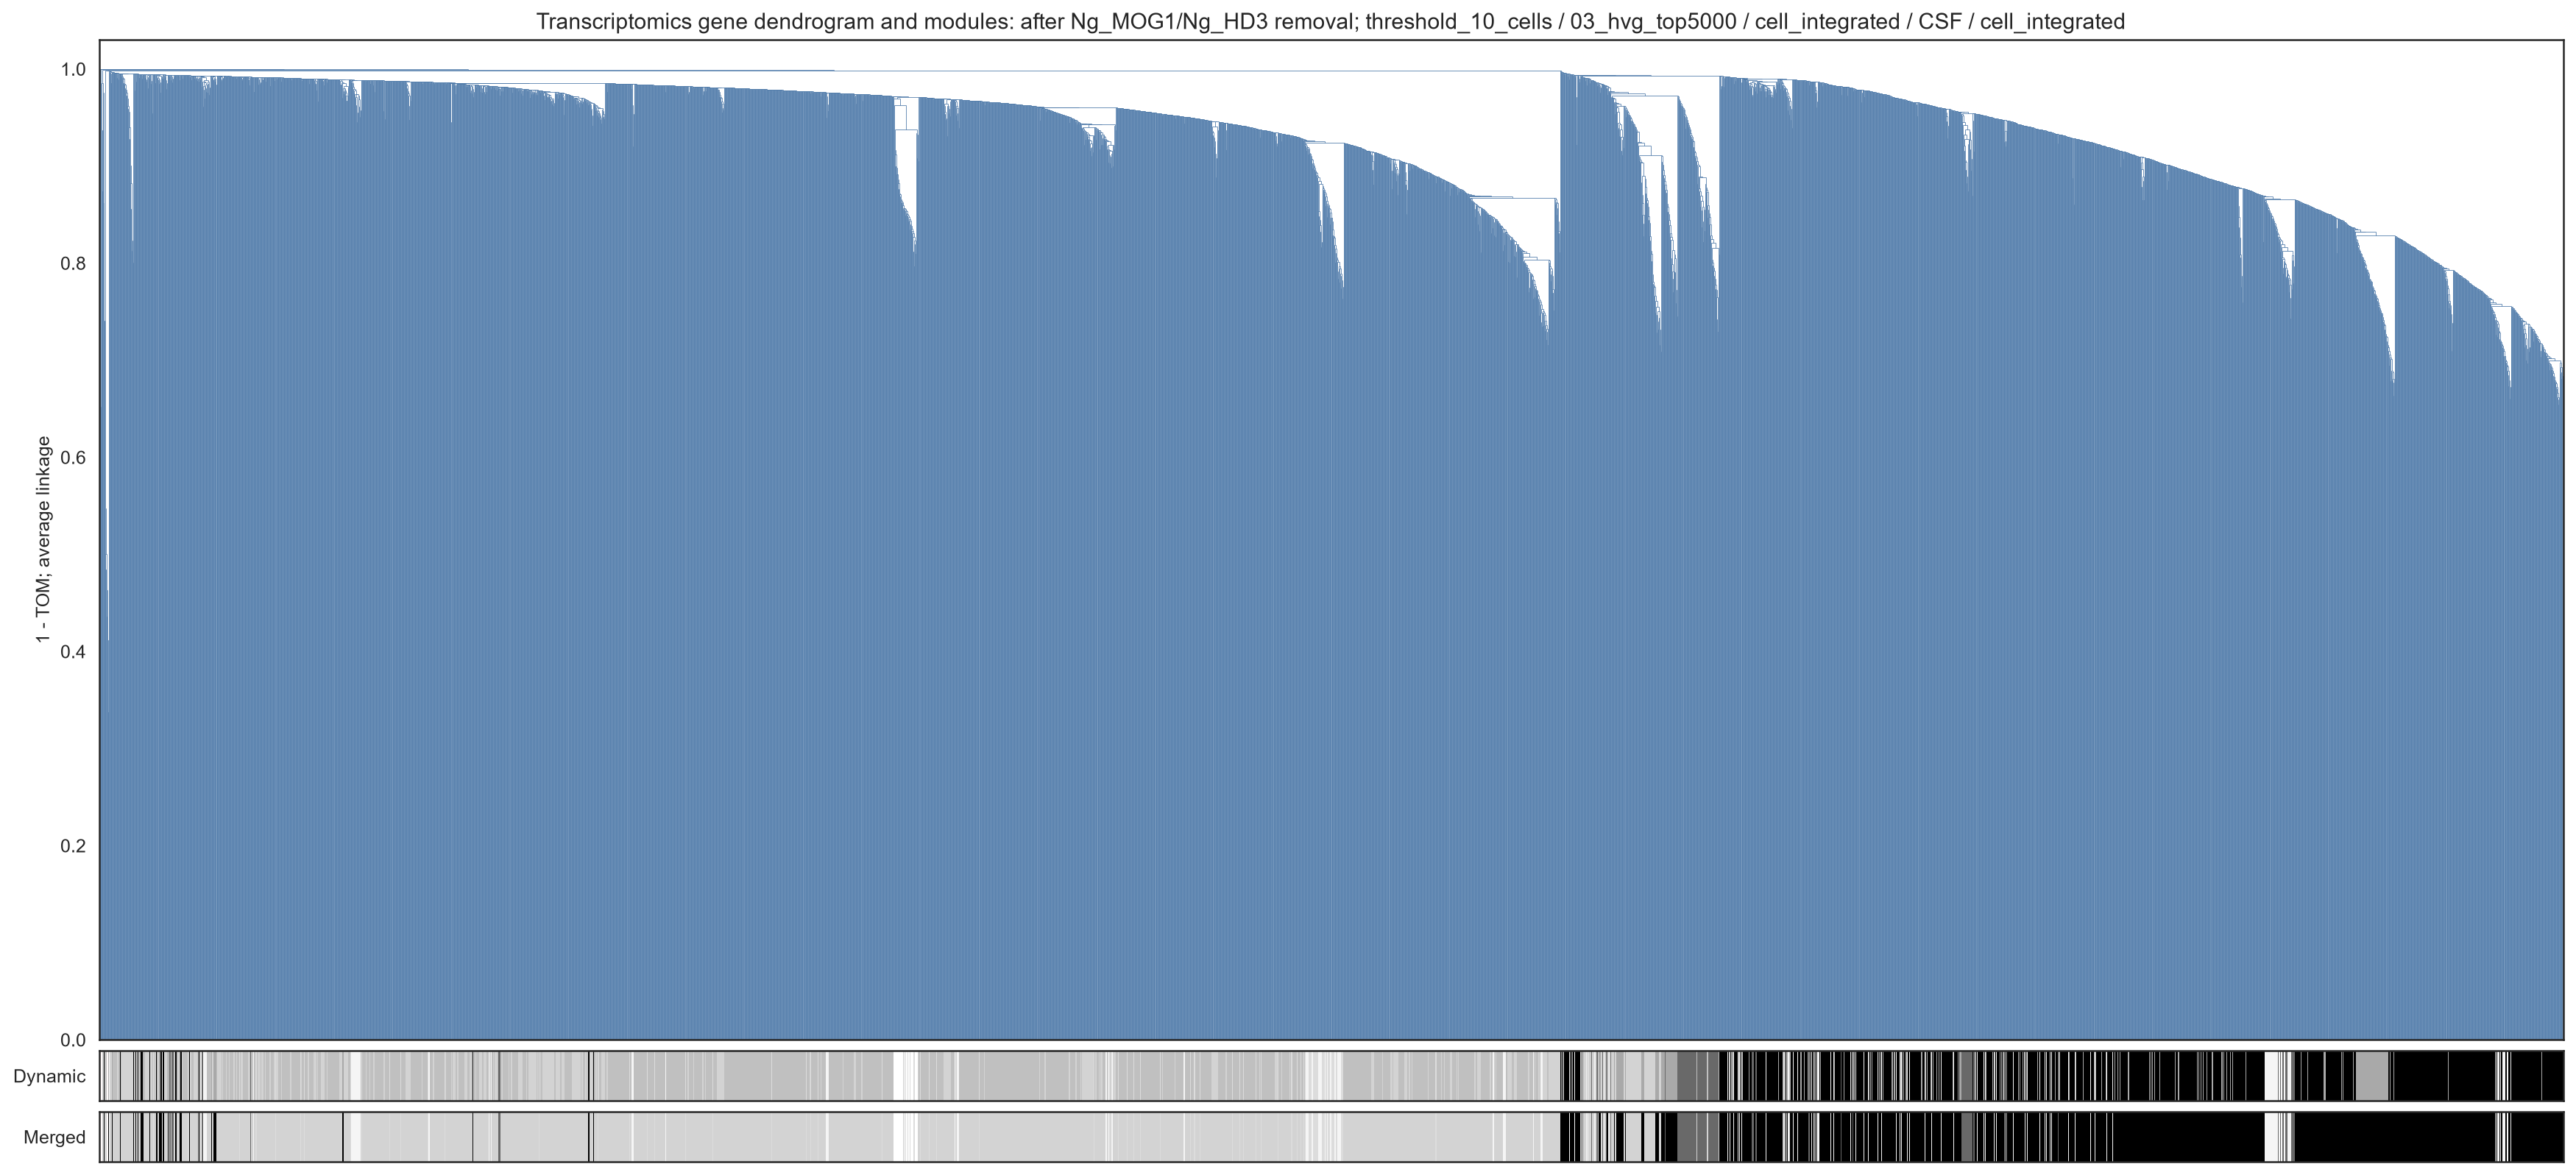 Transcriptomics gene dendrogram and modules: after Ng_MOG1/Ng_HD3 removal; threshold_10_cells / 03_hvg_top5000 / cell_integrated / CSF / cell_integrated
1 - TOM; average linkage
1.0
0.8
0.6
0.4
0.2
0.0
Dynamic
Merged